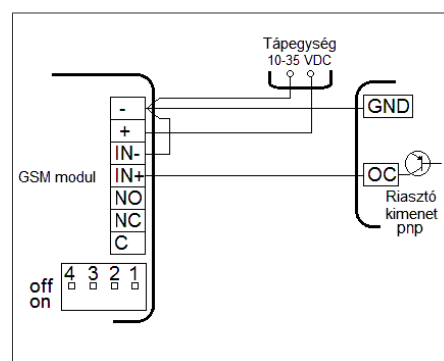 Tápegység
10-35 VDC
-
+
IN-
IN+
NO
NC
C
GSM modul
GND
OC
Riasztó
kimenet
pnp
4 3 2 1
off
on